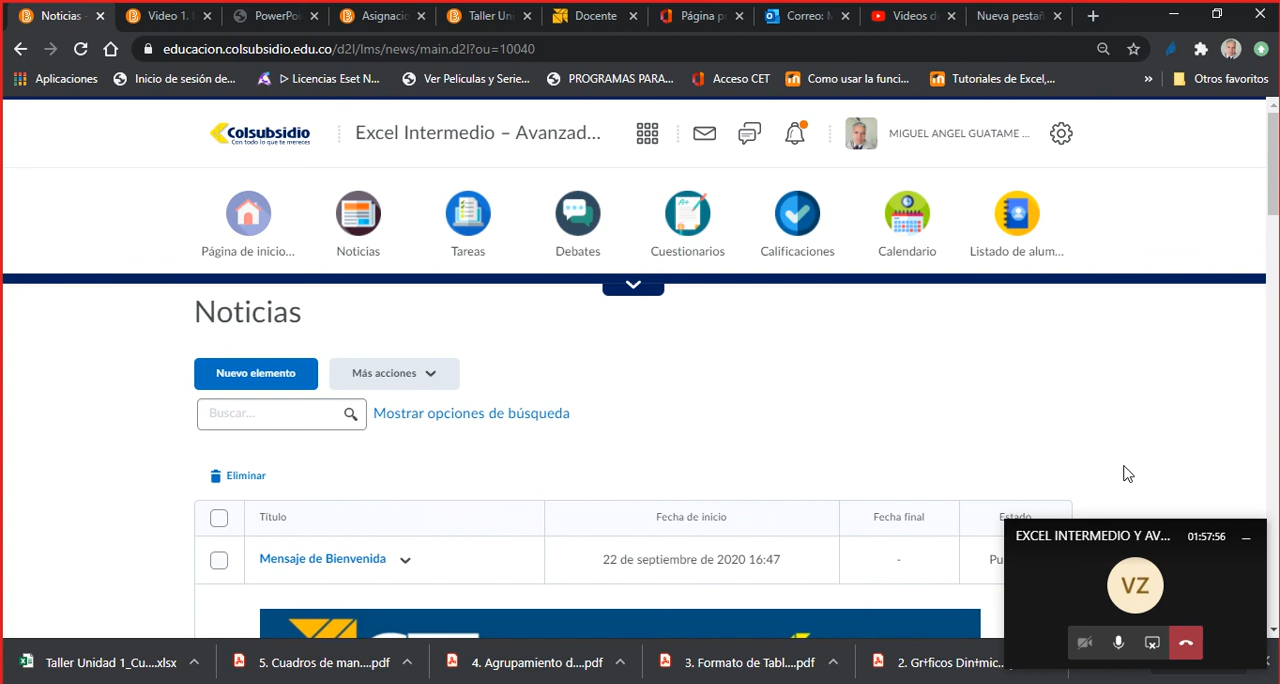 Noticias -
Video 1.
PowerPoi
Asignació
Taller Uni
Docente
Página pr
Correo: M
Videos de
Nueva pestañ
educacion.colsubsidio.edu.co/d2l/lms/news/main.d2l?ou=10040
Aplicaciones
Inicio de sesión de...
ᐅ Licencias Eset N...
Ver Peliculas y Serie...
PROGRAMAS PARA...
Acceso CET
Como usar la funci...
Tutoriales de Excel,...
»
Otros favoritos
Colsubsidio
Con todo lo que te mereces
Excel Intermedio – Avanzad...
MIGUEL ANGEL GUATAME ...
Página de inicio...
Noticias
Tareas
Debates
Cuestionarios
Calificaciones
Calendario
Listado de alum...
Noticias
Nuevo elemento
Más acciones
Buscar...
Mostrar opciones de búsqueda
Eliminar
Título
Fecha de inicio
Fecha final
Estado
Mensaje de Bienvenida
22 de septiembre de 2020 16:47
-
Pu
EXCEL INTERMEDIO Y AV...
01:57:56
VZ
Taller Unidad 1_Cu....xlsx
5. Cuadros de man....pdf
4. Agrupamiento d....pdf
3. Formato de Tabl....pdf
2. Gr‡ficos Din‡mic...